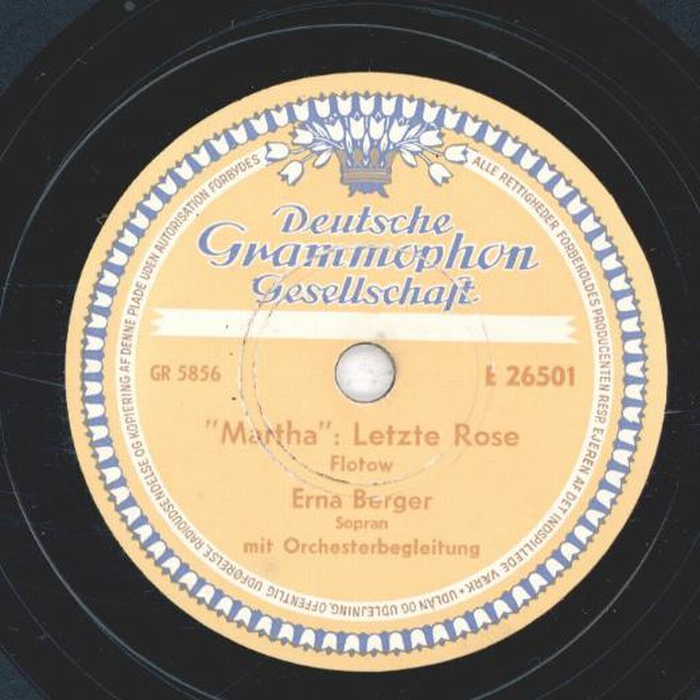 Deutsche
Grammophon
Gesellschaft
GR 5856
E 26501
"Martha": Letzte Rose
Flotow
Erna Berger
Sopran
mit Orchesterbegleitung
ALLE RETTIGHEDER FORBEHOLDES PRODUCENTEN RESP. EJEREN AF DET INDSPILLEDE VÆRK • UDLÅN OG UDLEJNING, OFFENTLIG UDFØRELSE RADIOUDSENDELSE OG KOPIERING AF DENNE PLADE UDEN AUTORISATION FORBYDES